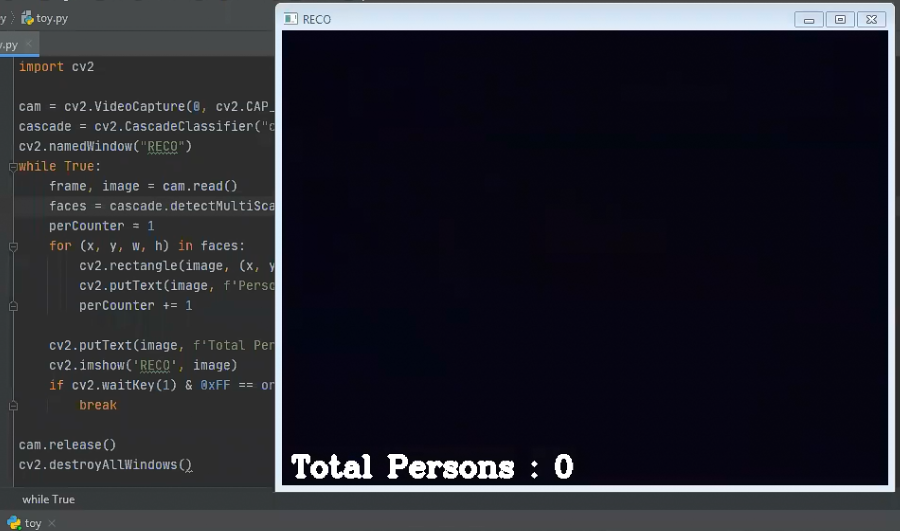 y
toy.py
RECO
.py
import cv2
cam = cv2.VideoCapture(0, cv2.CAP_
cascade = cv2.CascadeClassifier("c
cv2.namedWindow("RECO")
while True:
frame, image = cam.read()
faces = cascade.detectMultiSca
perCounter = 1
for (x, y, w, h) in faces:
cv2.rectangle(image, (x, y
cv2.putText(image, f'Perso
perCounter += 1
cv2.putText(image, f'Total Per
cv2.imshow('RECO', image)
if cv2.waitKey(1) & 0xFF == or
break
cam.release()
cv2.destroyAllWindows()
Total Persons : 0
while True
toy